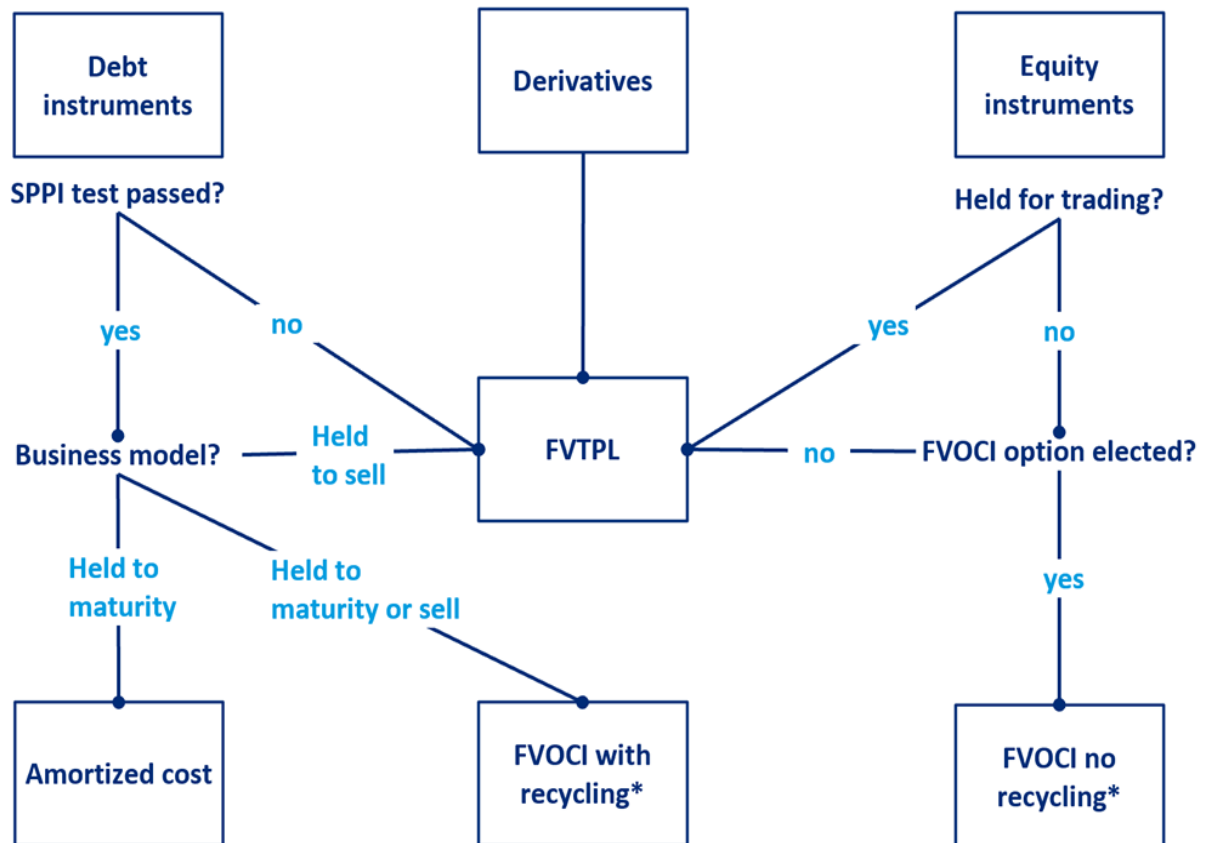 Debt
instruments
Derivatives
Equity
instruments
SPPI test passed?
Held for trading?
yes
no
yes
no
Business model?
Held
to sell
FVTPL
no
FVOCI option elected?
Held to
maturity
Held to
maturity or sell
yes
Amortized cost
FVOCI with
recycling*
FVOCI no
recycling*